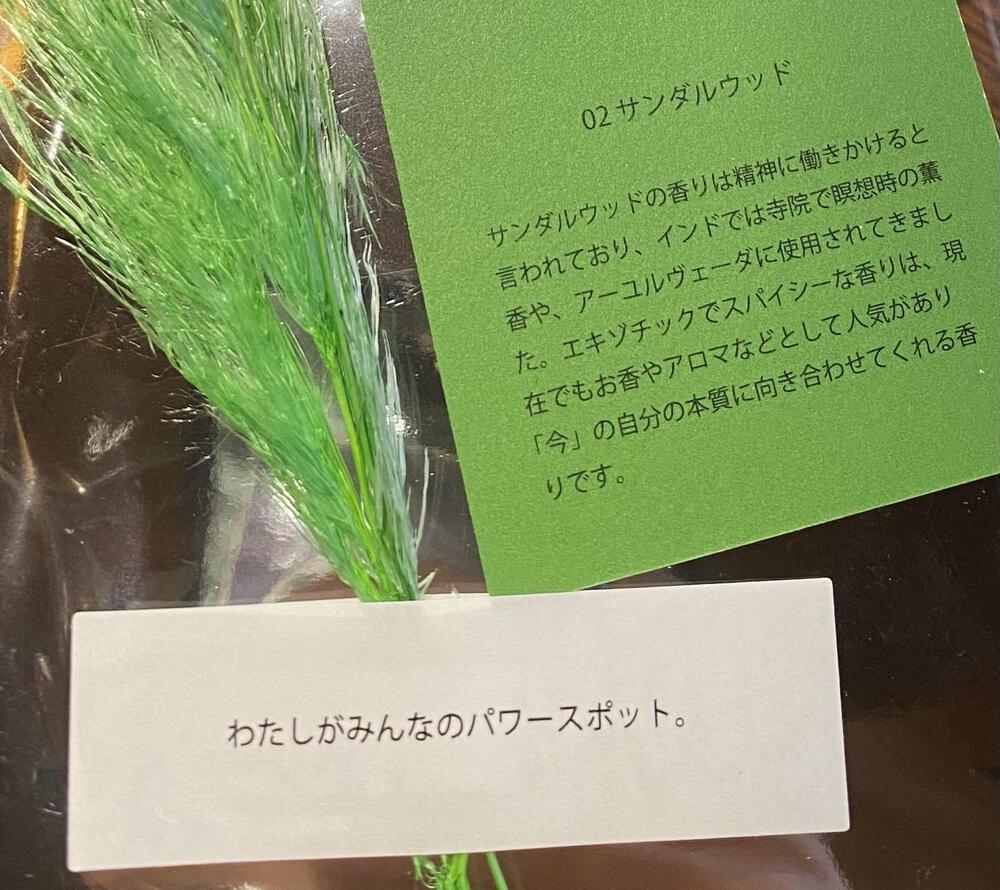 02 サンダルウッド
サンダルウッドの香りは精神に働きかけると
言われており、インドでは寺院で瞑想時の薫
香や、アーユルヴェーダに使用されてきまし
た。エキゾチックでスパイシーな香りは、現
在でもお香やアロマなどとして人気があり
「今」の自分の本質に向き合わせてくれる香
りです。
わたしがみんなのパワースポット。